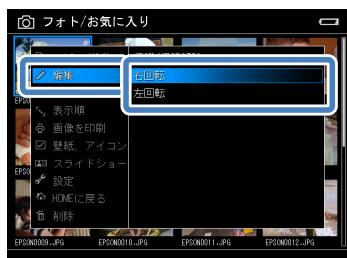 フォト/お気に入り
編集
右回転
左回転
表示順
画像を印刷
壁紙、アイコン
スライドショー
設定
HOMEに戻る
削除
EPSON0009.JPG
EPSON0010.JPG
EPSON0011.JPG
EPSON0012.JPG